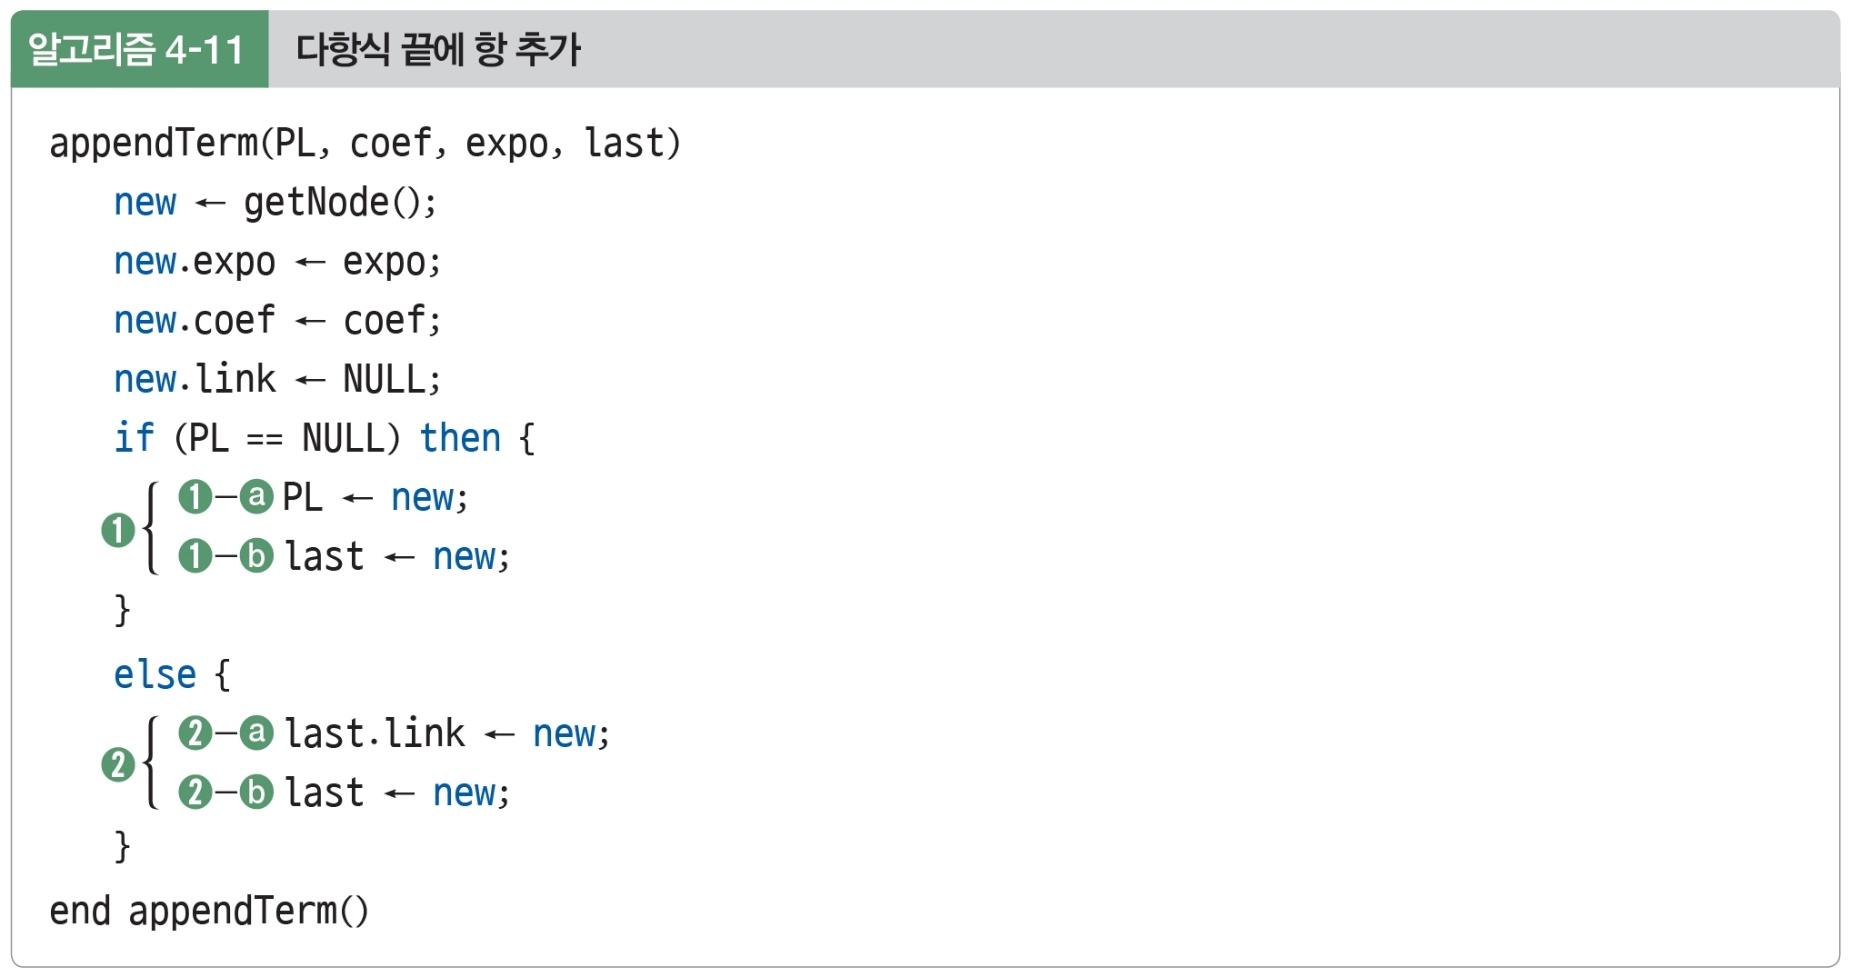 알고리즘 4-11 다항식 끝에 항 추가
appendTerm(PL, coef, expo, last)
new ← getNode();
new.expo ← expo;
new.coef ← coef;
new.link ← NULL;
if (PL == NULL) then {
❶ ❶–ⓐ PL ← new;
❶–ⓑ last ← new;
}
else {
❷ ❷–ⓐ last.link ← new;
❷–ⓑ last ← new;
}
end appendTerm()